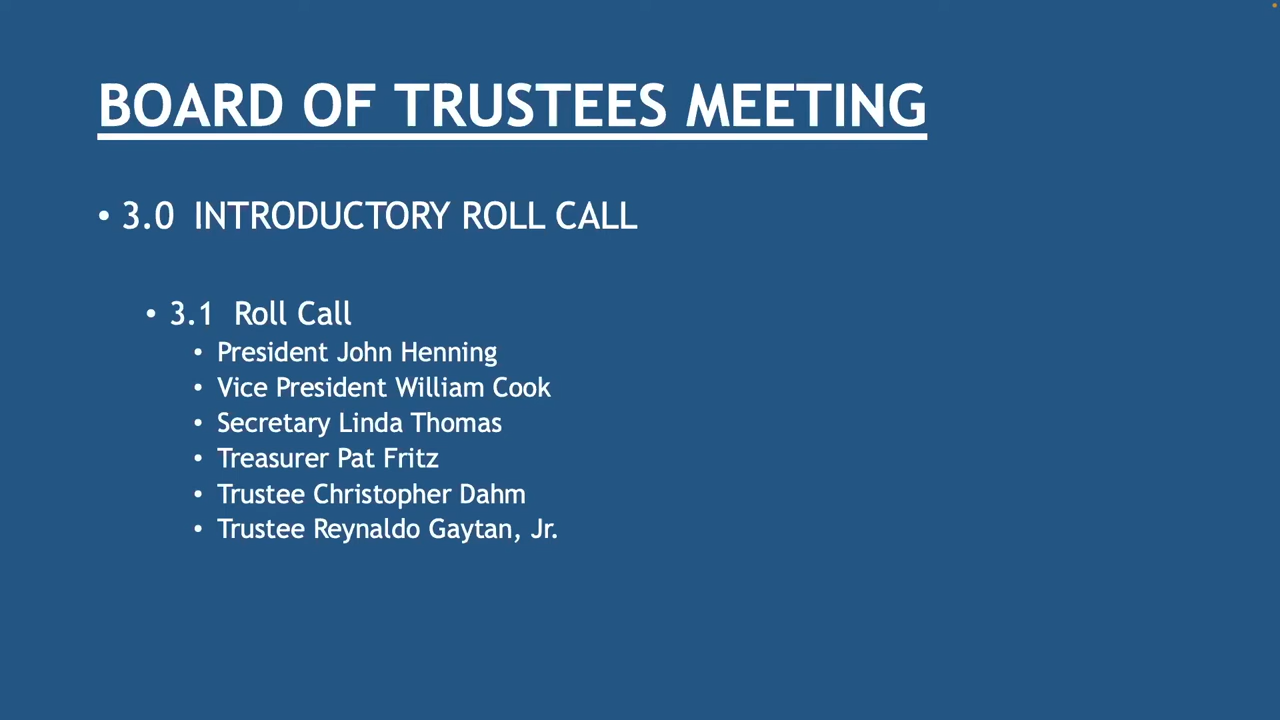 BOARD OF TRUSTEES MEETING
• 3.0 INTRODUCTORY ROLL CALL
• 3.1 Roll Call
• President John Henning
• Vice President William Cook
• Secretary Linda Thomas
• Treasurer Pat Fritz
• Trustee Christopher Dahm
• Trustee Reynaldo Gaytan, Jr.